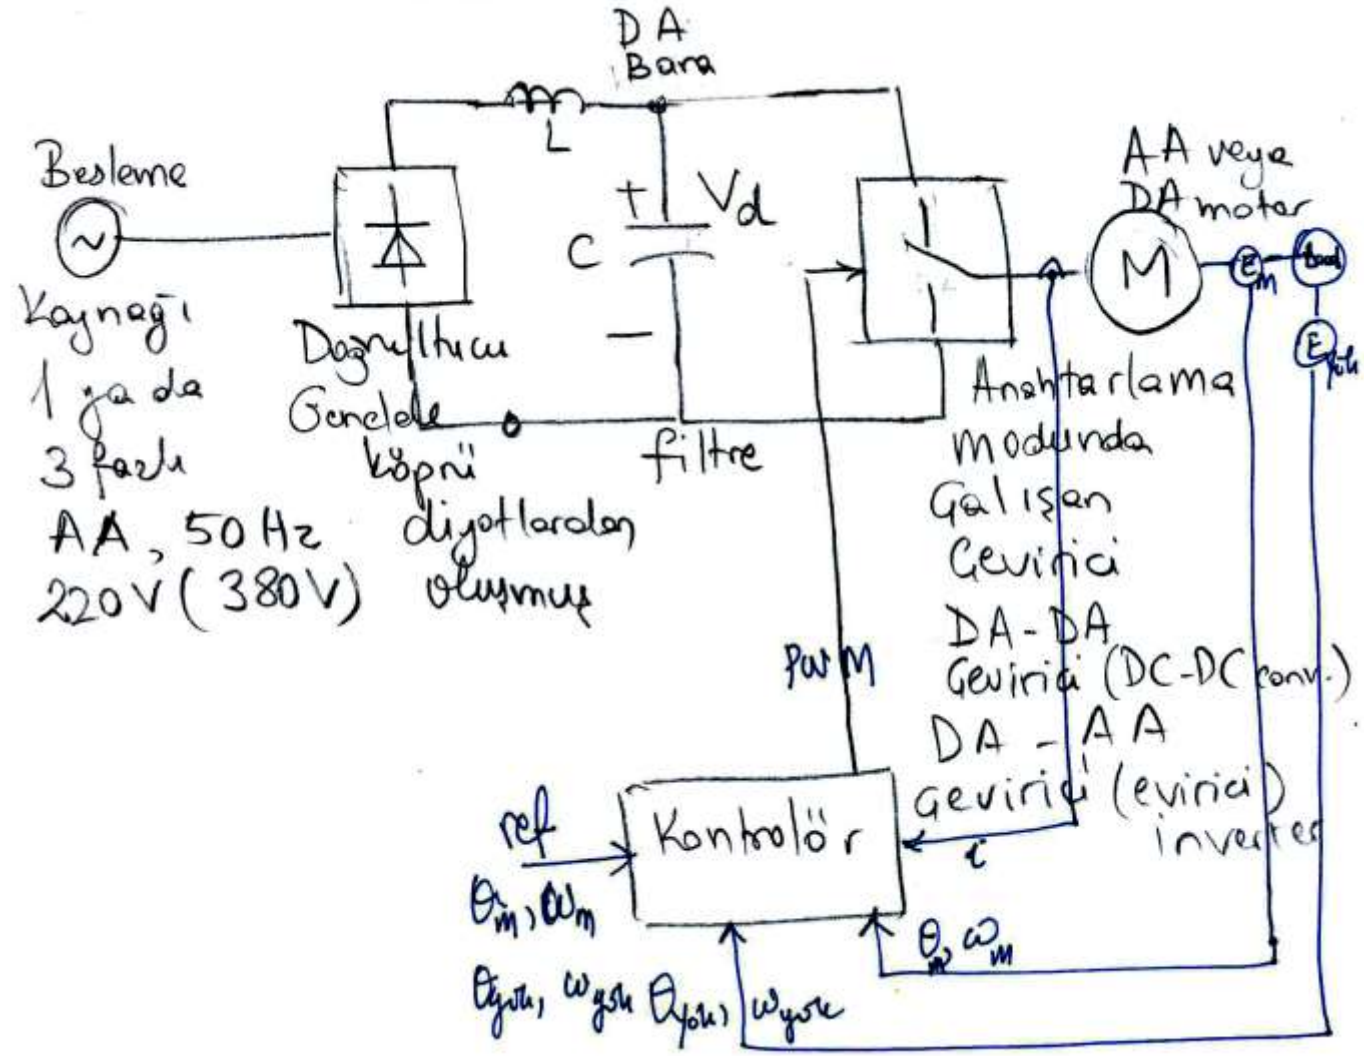 DA
Bara
L
Besleme
~
Kaynağı
1 ya da
3 fazlı
AA, 50 Hz
220V (380V)
Doğrultucu
Genelde
köprü
diyotlardan
oluşmuş
+
Vd
C
−
filtre
AA veya
DA motor
M
Em
Load
Eyük
Anahtarlama
modunda
Çalışan
Çevirici
DA-DA
Çevirici (DC-DC conv.)
DA - AA
Çevirici (evirici)
inverter
PWM
Kontrolör
ref
θm, ωm
θyük, ωyük
i
θm, ωm
θyük, ωyük